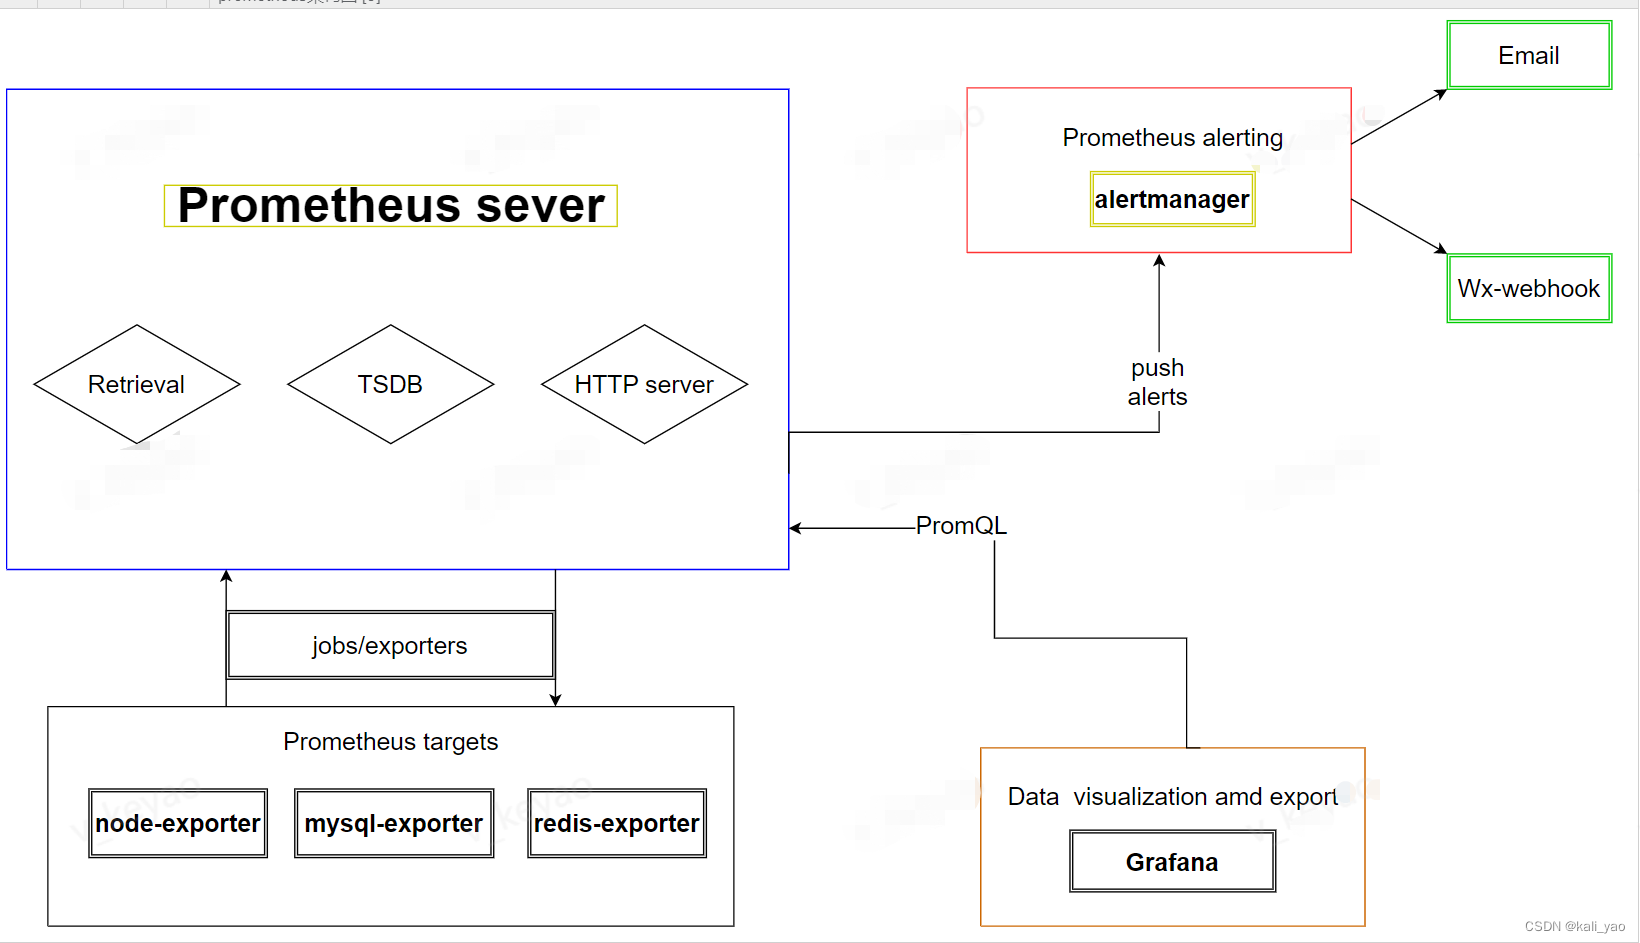 Email
Prometheus alerting
Prometheus sever
alertmanager
Wx-webhook
Retrieval
TSDB
HTTP server
push
alerts
PromQL
jobs/exporters
Prometheus targets
node-exporter
mysql-exporter
redis-exporter
Data visualization amd export
Grafana
CSDN @kali_yao